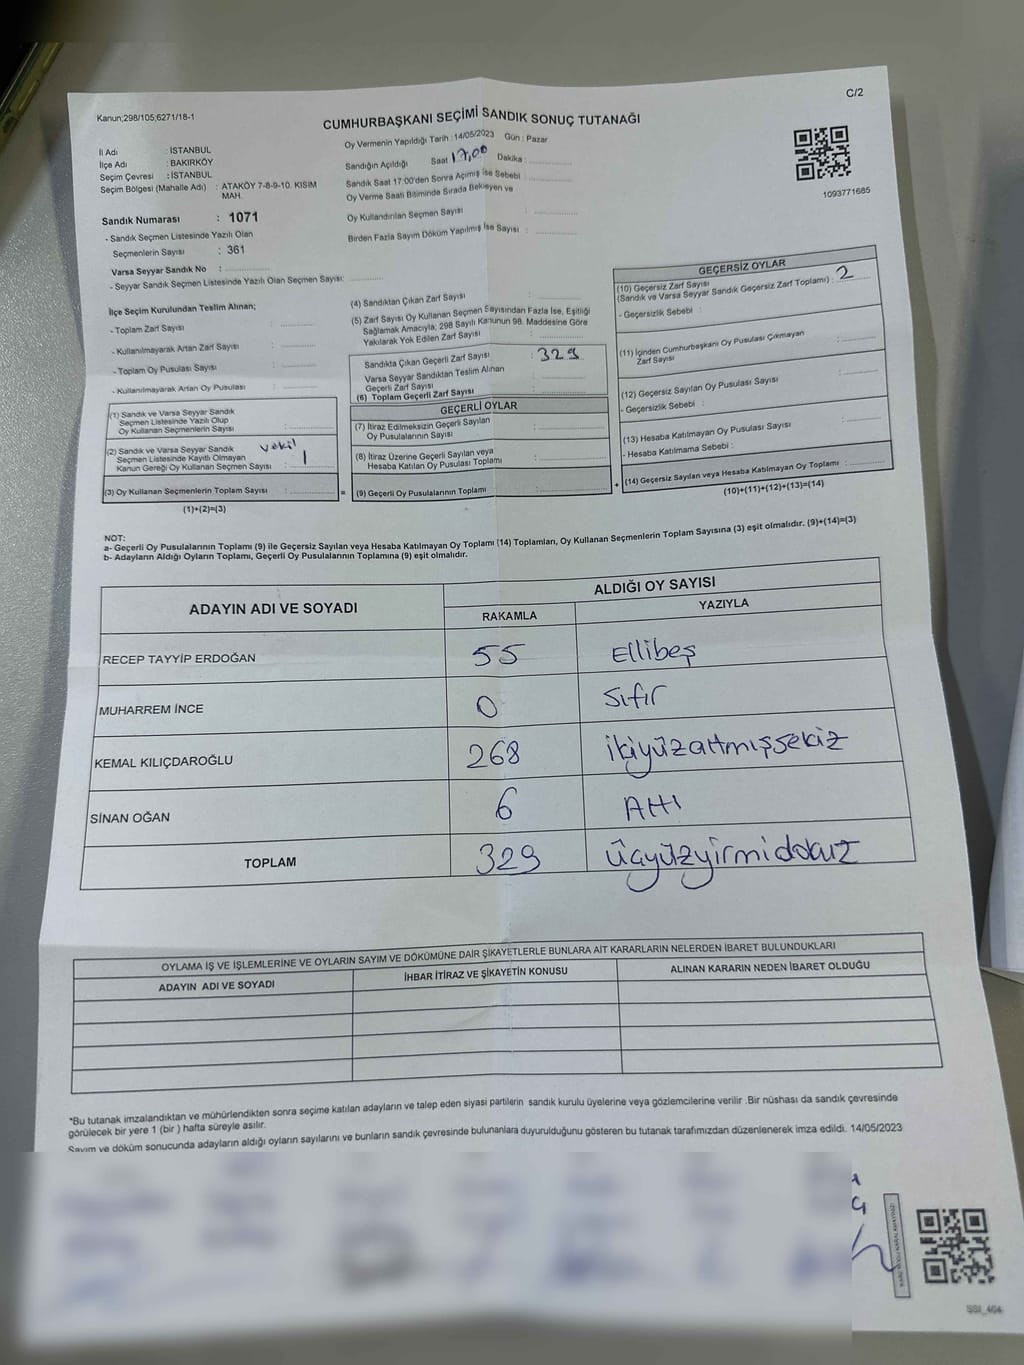 C/2
Kanun;298/105,6271/18-1
CUMHURBAŞKANI SEÇİMİ SANDIK SONUÇ TUTANAĞI
İl Adı : İSTANBUL
İlçe Adı : BAKIRKÖY
Seçim Çevresi : İSTANBUL
Seçim Bölgesi (Mahalle Adı) : ATAKÖY 7-8-9-10. KISIM
MAH.
Sandık Numarası : 1071
- Sandık Seçmen Listesinde Yazılı Olan
Seçmenlerin Sayısı : 361
Varsa Seyyar Sandık No :
- Seyyar Sandık Seçmen Listesinde Yazılı Olan Seçmen Sayısı:
Oy Vermenin Yapıldığı Tarih : 14/05/2023 Gün : Pazar
Sandığın Açıldığı Saat 17,00 Dakika :
Sandık Saat 17:00'den Sonra Açımış İse Sebebi :
Oy Verme Saati Bitiminde Sırada Bekleyen ve
Oy Kullandırılan Seçmen Sayısı :
Birden Fazla Sayım Döküm Yapılmış İse Sayısı :
1093771685
İlçe Seçim Kurulundan Teslim Alınan;
- Toplam Zarf Sayısı :
- Kullanılmayarak Artan Zarf Sayısı :
- Toplam Oy Pusulası Sayısı :
- Kullanılmayarak Artan Oy Pusulası :
(1) Sandık ve Varsa Seyyar Sandık
Seçmen Listesinde Yazılı Olup
Oy Kullanan Seçmenlerin Sayısı :
(2) Sandık ve Varsa Seyyar Sandık vekil
Seçmen Listesinde Kayıtlı Olmayan
Kanun Gereği Oy Kullanan Seçmen Sayısı : 1
(3) Oy Kullanan Seçmenlerin Toplam Sayısı : =
(1)+(2)=(3)
(4) Sandıktan Çıkan Zarf Sayısı :
(5) Zarf Sayısı Oy Kullanan Seçmen Sayısından Fazla İse, Eşitliği
Sağlamak Amacıyla; 298 Sayılı Kanunun 98. Maddesine Göre
Yakılarak Yok Edilen Zarf Sayısı :
Sandıkta Çıkan Geçerli Zarf Sayısı : 329
Varsa Seyyar Sandıktan Teslim Alınan
Geçerli Zarf Sayısı :
(6) Toplam Geçerli Zarf Sayısı :
GEÇERLİ OYLAR
(7) İtiraz Edilmeksizin Geçerli Sayılan
Oy Pusulalarının Sayısı :
(8) İtiraz Üzerine Geçerli Sayılan veya
Hesaba Katılan Oy Pusulası Toplamı :
(9) Geçerli Oy Pusulalarının Toplamı : +
GEÇERSİZ OYLAR
(10) Geçersiz Zarf Sayısı
(Sandık ve Varsa Seyyar Sandık Geçersiz Zarf Toplamı) : 2
- Geçersizlik Sebebi :
(11) İçinden Cumhurbaşkanı Oy Pusulası Çıkmayan
Zarf Sayısı :
(12) Geçersiz Sayılan Oy Pusulası Sayısı :
- Geçersizlik Sebebi :
(13) Hesaba Katılmayan Oy Pusulası Sayısı :
- Hesaba Katılmama Sebebi :
(14) Geçersiz Sayılan veya Hesaba Katılmayan Oy Toplamı :
(10)+(11)+(12)+(13)=(14)
NOT:
a- Geçerli Oy Pusulalarının Toplamı (9) ile Geçersiz Sayılan veya Hesaba Katılmayan Oy Toplamı (14) Toplamları, Oy Kullanan Seçmenlerin Toplam Sayısına (3) eşit olmalıdır. (9)+(14)=(3)
b- Adayların Aldığı Oyların Toplamı, Geçerli Oy Pusulalarının Toplamına (9) eşit olmalıdır.
ADAYIN ADI VE SOYADI
ALDIĞI OY SAYISI
RAKAMLA YAZIYLA
RECEP TAYYİP ERDOĞAN 55 Ellibeş
MUHARREM İNCE 0 Sıfır
KEMAL KILIÇDAROĞLU 268 ikiyüzaltmışsekiz
SİNAN OĞAN 6 Altı
TOPLAM 329 üçyüzyirmidokuz
OYLAMA İŞ VE İŞLEMLERİNE VE OYLARIN SAYIM VE DÖKÜMÜNE DAİR ŞİKAYETLERLE BUNLARA AİT KARARLARIN NELERDEN İBARET BULUNDUKLARI
ADAYIN ADI VE SOYADI İHBAR İTİRAZ VE ŞİKAYETİN KONUSU ALINAN KARARIN NEDEN İBARET OLDUĞU
*Bu tutanak imzalandıktan ve mühürlendikten sonra seçime katılan adayların ve talep eden siyasi partilerin sandık kurulu üyelerine veya gözlemcilerine verilir .Bir nüshası da sandık çevresinde
görülecek bir yere 1 (bir ) hafta süreyle asılır.
Sayım ve döküm sonucunda adayların aldığı oyların sayılarını ve bunların sandık çevresinde bulunanlara duyurulduğunu gösteren bu tutanak tarafımızdan düzenlenerek imza edildi. 14/05/2023
SSI_404